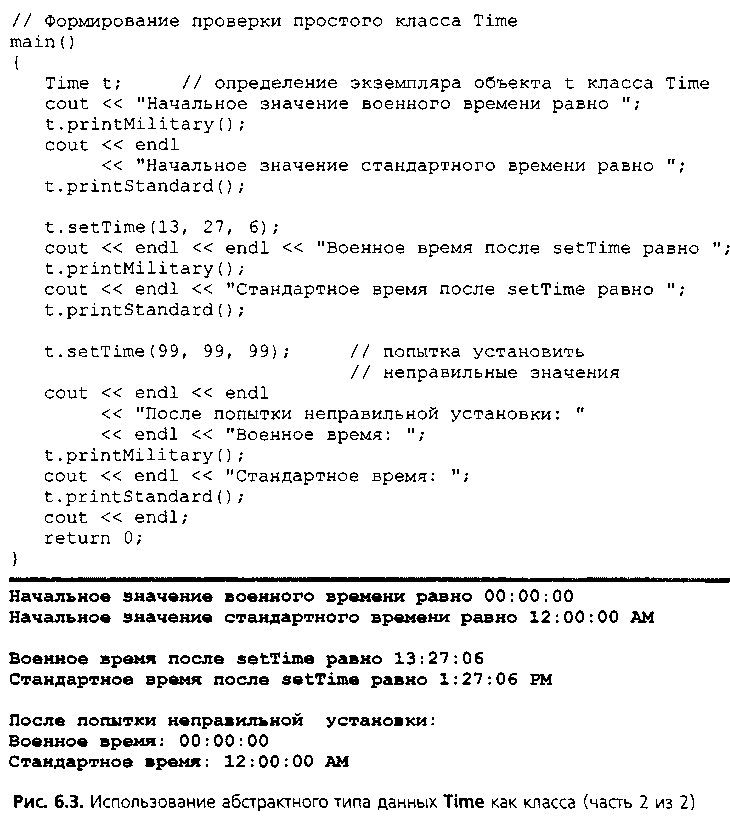 // Формирование проверки простого класса Time
main()
{
   Time t;      // определение экземпляра объекта t класса Time
   cout << "Начальное значение военного времени равно ";
   t.printMilitary();
   cout << endl
        << "Начальное значение стандартного времени равно ";
   t.printStandard();

   t.setTime(13, 27, 6);
   cout << endl << endl << "Военное время после setTime равно ";
   t.printMilitary();
   cout << endl << "Стандартное время после setTime равно ";
   t.printStandard();

   t.setTime(99, 99, 99);      // попытка установить
                               // неправильные значения
   cout << endl << endl
        << "После попытки неправильной установки: "
        << endl << "Военное время: ";
   t.printMilitary();
   cout << endl << "Стандартное время: ";
   t.printStandard();
   cout << endl;
   return 0;
}
Начальное значение военного времени равно 00:00:00
Начальное значение стандартного времени равно 12:00:00 AM

Военное время после setTime равно 13:27:06
Стандартное время после setTime равно 1:27:06 PM

После попытки неправильной  установки:
Военное время: 00:00:00
Стандартное время: 12:00:00 AM

Рис. 6.3. Использование абстрактного типа данных Time как класса (часть 2 из 2)